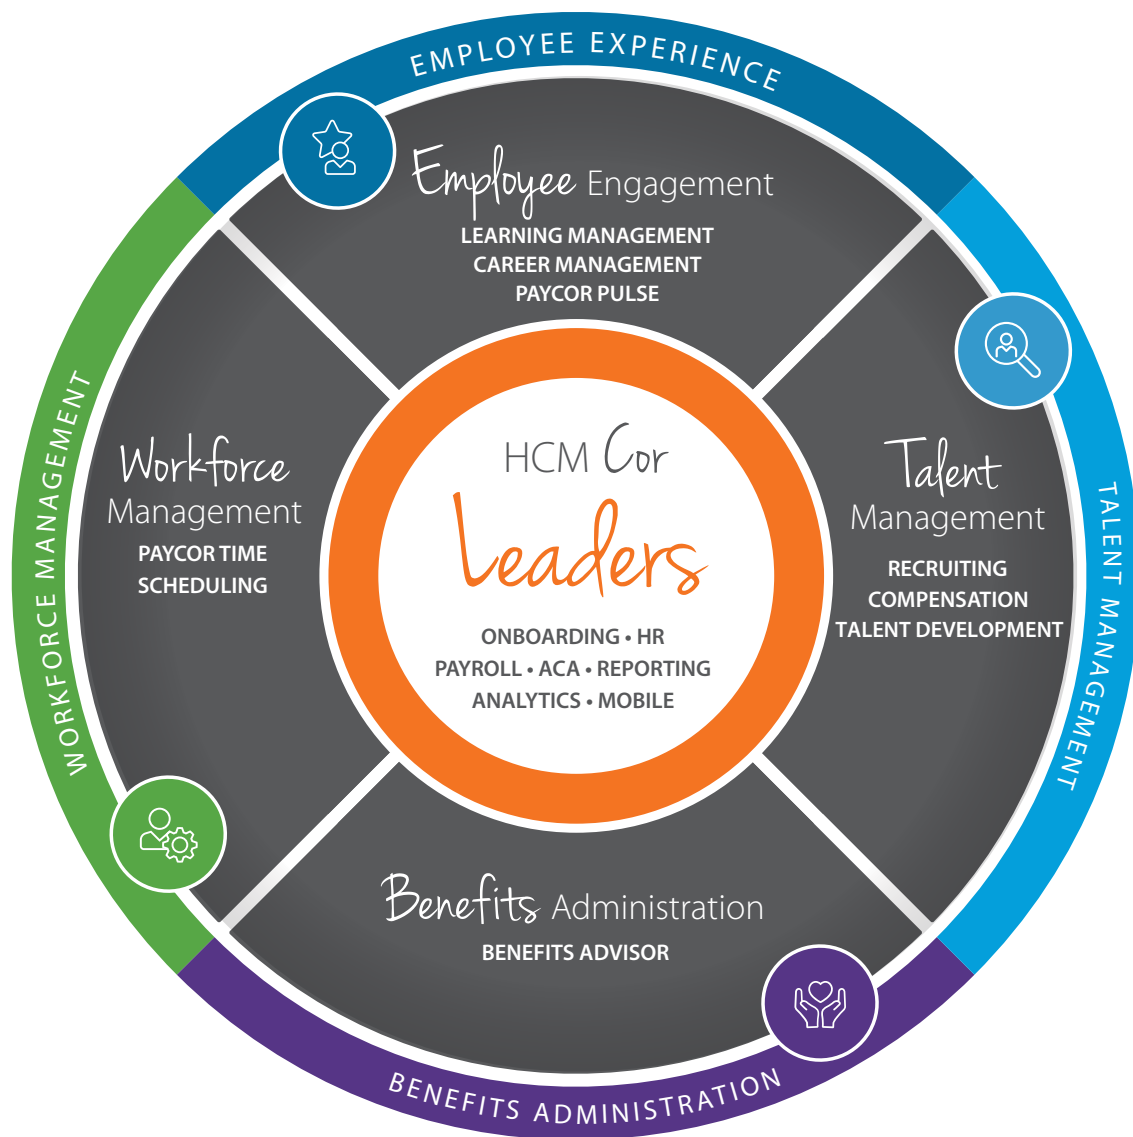 EMPLOYEE EXPERIENCE
Employee Engagement
LEARNING MANAGEMENT
CAREER MANAGEMENT
PAYCOR PULSE
WORKFORCE MANAGEMENT
Workforce
Management
PAYCOR TIME
SCHEDULING
HCM Cor
Leaders
ONBOARDING • HR
PAYROLL • ACA • REPORTING
ANALYTICS • MOBILE
Talent
Management
RECRUITING
COMPENSATION
TALENT DEVELOPMENT
TALENT MANAGEMENT
Benefits Administration
BENEFITS ADVISOR
BENEFITS ADMINISTRATION